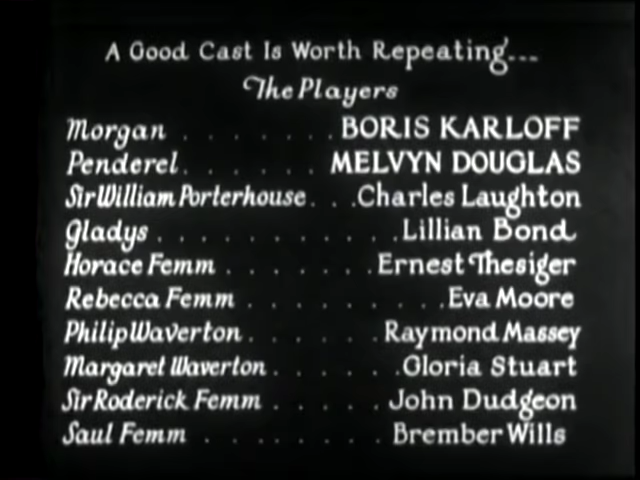 A Good Cast Is Worth Repeating...
The Players
Morgan . . . . . . . BORIS KARLOFF
Penderel . . . . . . MELVYN DOUGLAS
Sir William Porterhouse . . . Charles Laughton
Gladys . . . . . . . . . . . Lillian Bond
Horace Femm . . . . . . . Ernest Thesiger
Rebecca Femm . . . . . . . . . . Eva Moore
Philip Waverton . . . . . . Raymond Massey
Margaret Waverton . . . . . . Gloria Stuart
Sir Roderick Femm . . . . . John Dudgeon
Saul Femm . . . . . . . . Brember Wills